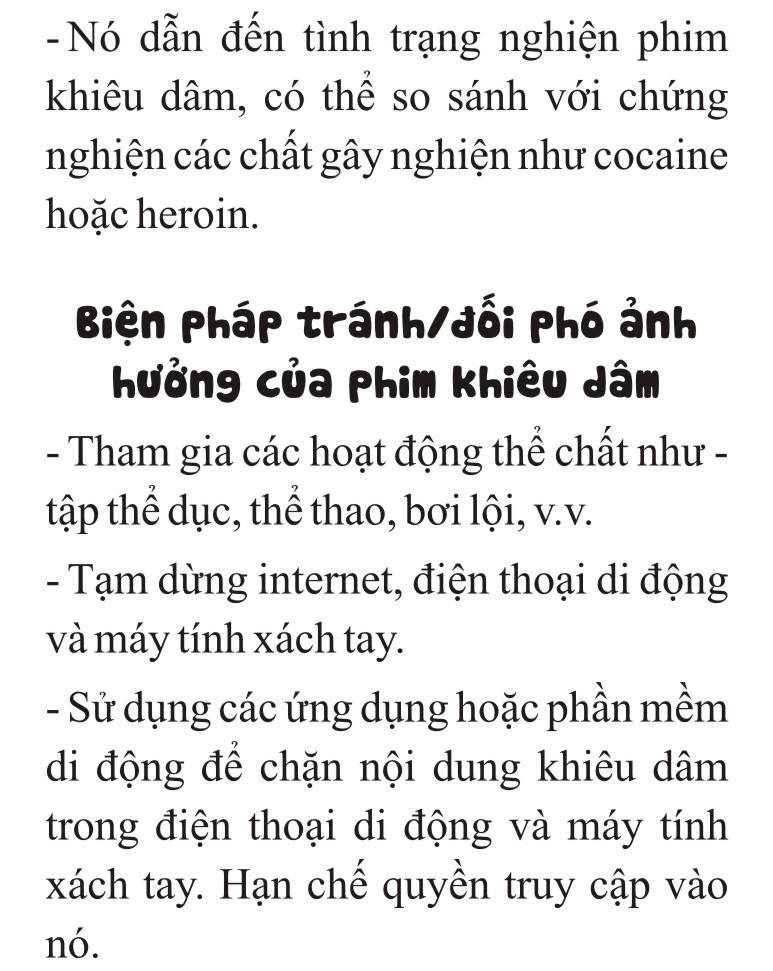 - Nó dẫn đến tình trạng nghiện phim
khiêu dâm, có thể so sánh với chứng
nghiện các chất gây nghiện như cocaine
hoặc heroin.
Biện pháp tránh/đối phó ảnh
hưởng của phim khiêu dâm
- Tham gia các hoạt động thể chất như -
tập thể dục, thể thao, bơi lội, v.v.
- Tạm dừng internet, điện thoại di động
và máy tính xách tay.
- Sử dụng các ứng dụng hoặc phần mềm
di động để chặn nội dung khiêu dâm
trong điện thoại di động và máy tính
xách tay. Hạn chế quyền truy cập vào
nó.